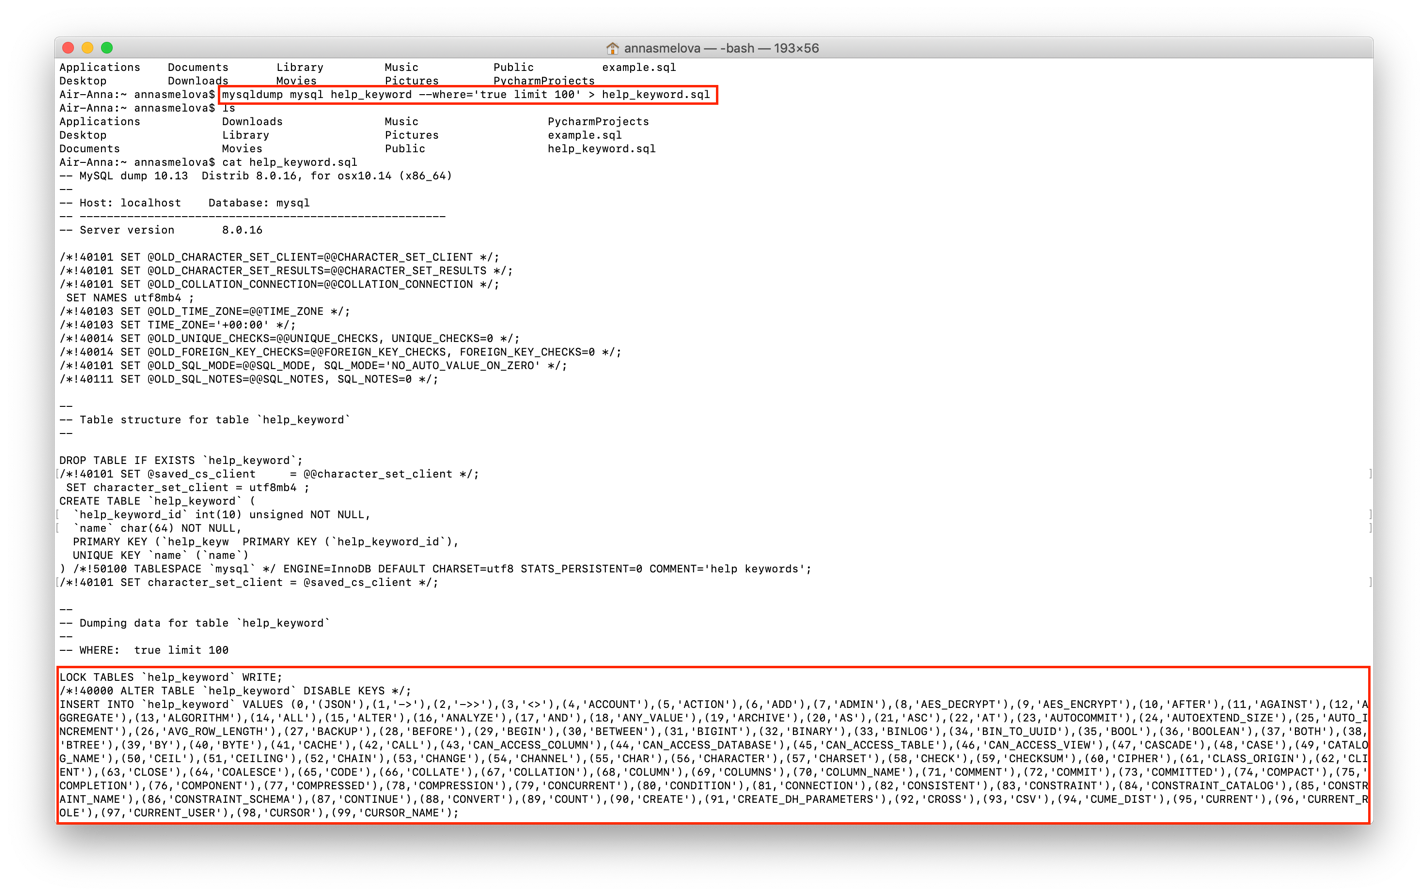 annasmelova — -bash — 193×56
Applications    Documents       Library         Music           Public          example.sql
Desktop         Downloads       Movies          Pictures        PycharmProjects
Air-Anna:~ annasmelova$ mysqldump mysql help_keyword --where='true limit 100' > help_keyword.sql
Air-Anna:~ annasmelova$ ls
Applications            Downloads               Music                   PycharmProjects
Desktop                 Library                 Pictures                example.sql
Documents               Movies                  Public                  help_keyword.sql
Air-Anna:~ annasmelova$ cat help_keyword.sql
-- MySQL dump 10.13  Distrib 8.0.16, for osx10.14 (x86_64)
--
-- Host: localhost    Database: mysql
-- ------------------------------------------------------
-- Server version       8.0.16
/*!40101 SET @OLD_CHARACTER_SET_CLIENT=@@CHARACTER_SET_CLIENT */;
/*!40101 SET @OLD_CHARACTER_SET_RESULTS=@@CHARACTER_SET_RESULTS */;
/*!40101 SET @OLD_COLLATION_CONNECTION=@@COLLATION_CONNECTION */;
 SET NAMES utf8mb4 ;
/*!40103 SET @OLD_TIME_ZONE=@@TIME_ZONE */;
/*!40103 SET TIME_ZONE='+00:00' */;
/*!40014 SET @OLD_UNIQUE_CHECKS=@@UNIQUE_CHECKS, UNIQUE_CHECKS=0 */;
/*!40014 SET @OLD_FOREIGN_KEY_CHECKS=@@FOREIGN_KEY_CHECKS, FOREIGN_KEY_CHECKS=0 */;
/*!40101 SET @OLD_SQL_MODE=@@SQL_MODE, SQL_MODE='NO_AUTO_VALUE_ON_ZERO' */;
/*!40111 SET @OLD_SQL_NOTES=@@SQL_NOTES, SQL_NOTES=0 */;
--
-- Table structure for table `help_keyword`
--
DROP TABLE IF EXISTS `help_keyword`;
[/*!40101 SET @saved_cs_client     = @@character_set_client */; ]
 SET character_set_client = utf8mb4 ;
CREATE TABLE `help_keyword` (
[  `help_keyword_id` int(10) unsigned NOT NULL, ]
[  `name` char(64) NOT NULL, ]
  PRIMARY KEY (`help_keyw  PRIMARY KEY (`help_keyword_id`),
  UNIQUE KEY `name` (`name`)
) /*!50100 TABLESPACE `mysql` */ ENGINE=InnoDB DEFAULT CHARSET=utf8 STATS_PERSISTENT=0 COMMENT='help keywords';
[/*!40101 SET character_set_client = @saved_cs_client */; ]
--
-- Dumping data for table `help_keyword`
--
-- WHERE:  true limit 100
LOCK TABLES `help_keyword` WRITE;
/*!40000 ALTER TABLE `help_keyword` DISABLE KEYS */;
INSERT INTO `help_keyword` VALUES (0,'(JSON'),(1,'->'),(2,'->>'),(3,'<>'),(4,'ACCOUNT'),(5,'ACTION'),(6,'ADD'),(7,'ADMIN'),(8,'AES_DECRYPT'),(9,'AES_ENCRYPT'),(10,'AFTER'),(11,'AGAINST'),(12,'A
GGREGATE'),(13,'ALGORITHM'),(14,'ALL'),(15,'ALTER'),(16,'ANALYZE'),(17,'AND'),(18,'ANY_VALUE'),(19,'ARCHIVE'),(20,'AS'),(21,'ASC'),(22,'AT'),(23,'AUTOCOMMIT'),(24,'AUTOEXTEND_SIZE'),(25,'AUTO_I
NCREMENT'),(26,'AVG_ROW_LENGTH'),(27,'BACKUP'),(28,'BEFORE'),(29,'BEGIN'),(30,'BETWEEN'),(31,'BIGINT'),(32,'BINARY'),(33,'BINLOG'),(34,'BIN_TO_UUID'),(35,'BOOL'),(36,'BOOLEAN'),(37,'BOTH'),(38,
'BTREE'),(39,'BY'),(40,'BYTE'),(41,'CACHE'),(42,'CALL'),(43,'CAN_ACCESS_COLUMN'),(44,'CAN_ACCESS_DATABASE'),(45,'CAN_ACCESS_TABLE'),(46,'CAN_ACCESS_VIEW'),(47,'CASCADE'),(48,'CASE'),(49,'CATALO
G_NAME'),(50,'CEIL'),(51,'CEILING'),(52,'CHAIN'),(53,'CHANGE'),(54,'CHANNEL'),(55,'CHAR'),(56,'CHARACTER'),(57,'CHARSET'),(58,'CHECK'),(59,'CHECKSUM'),(60,'CIPHER'),(61,'CLASS_ORIGIN'),(62,'CLI
ENT'),(63,'CLOSE'),(64,'COALESCE'),(65,'CODE'),(66,'COLLATE'),(67,'COLLATION'),(68,'COLUMN'),(69,'COLUMNS'),(70,'COLUMN_NAME'),(71,'COMMENT'),(72,'COMMIT'),(73,'COMMITTED'),(74,'COMPACT'),(75,'
COMPLETION'),(76,'COMPONENT'),(77,'COMPRESSED'),(78,'COMPRESSION'),(79,'CONCURRENT'),(80,'CONDITION'),(81,'CONNECTION'),(82,'CONSISTENT'),(83,'CONSTRAINT'),(84,'CONSTRAINT_CATALOG'),(85,'CONSTR
AINT_NAME'),(86,'CONSTRAINT_SCHEMA'),(87,'CONTINUE'),(88,'CONVERT'),(89,'COUNT'),(90,'CREATE'),(91,'CREATE_DH_PARAMETERS'),(92,'CROSS'),(93,'CSV'),(94,'CUME_DIST'),(95,'CURRENT'),(96,'CURRENT_R
OLE'),(97,'CURRENT_USER'),(98,'CURSOR'),(99,'CURSOR_NAME');